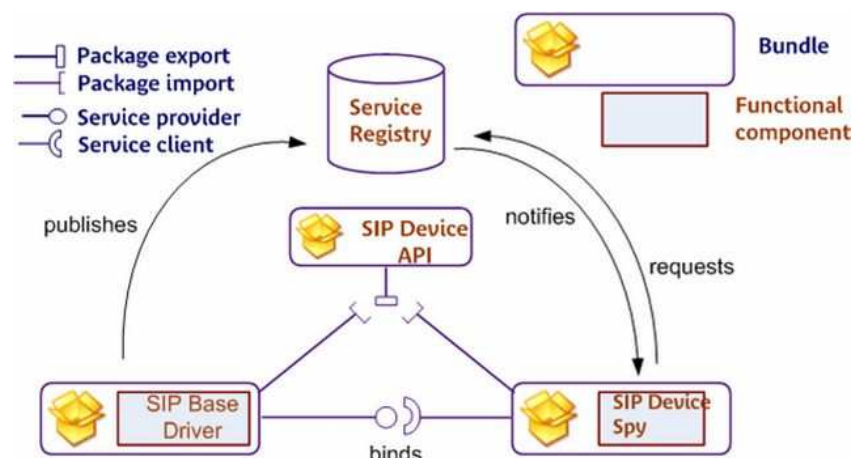 Package export
Package import
Service provider
Service client
Service
Registry
Bundle
Functional
component
publishes
notifies
requests
SIP Device
API
SIP Base
Driver
binds
SIP Device
Spy